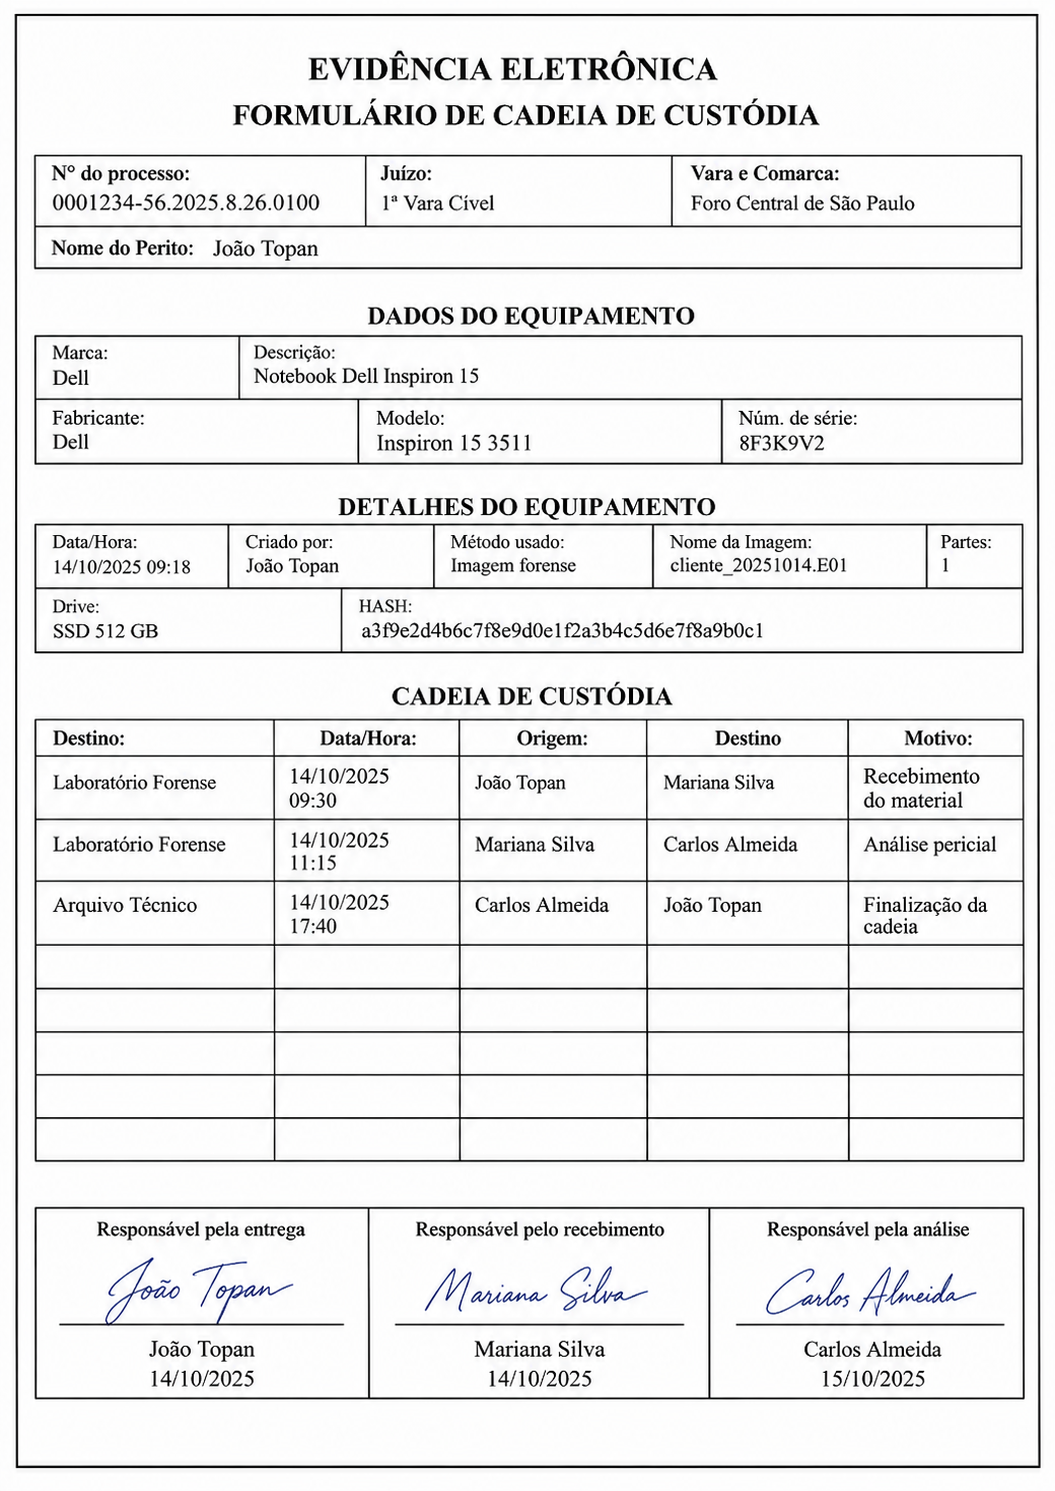 EVIDÊNCIA ELETRÔNICA
FORMULÁRIO DE CADEIA DE CUSTÓDIA
Nº do processo: Juízo: Vara e Comarca:
0001234-56.2025.8.26.0100 1ª Vara Cível Foro Central de São Paulo
Nome do Perito: João Topan
DADOS DO EQUIPAMENTO
Marca: Descrição:
Dell Notebook Dell Inspiron 15
Fabricante: Modelo: Núm. de série:
Dell Inspiron 15 3511 8F3K9V2
DETALHES DO EQUIPAMENTO
Data/Hora: Criado por: Método usado: Nome da Imagem: Partes:
14/10/2025 09:18 João Topan Imagem forense cliente_20251014.E01 1
Drive: HASH:
SSD 512 GB a3f9e2d4b6c7f8e9d0e1f2a3b4c5d6e7f8a9b0c1
CADEIA DE CUSTÓDIA
Destino: Data/Hora: Origem: Destino Motivo:
Laboratório Forense 14/10/2025 09:30 João Topan Mariana Silva Recebimento do material
Laboratório Forense 14/10/2025 11:15 Mariana Silva Carlos Almeida Análise pericial
Arquivo Técnico 14/10/2025 17:40 Carlos Almeida João Topan Finalização da cadeia
Responsável pela entrega Responsável pelo recebimento Responsável pela análise
João Topan Mariana Silva Carlos Almeida
João Topan Mariana Silva Carlos Almeida
14/10/2025 14/10/2025 15/10/2025